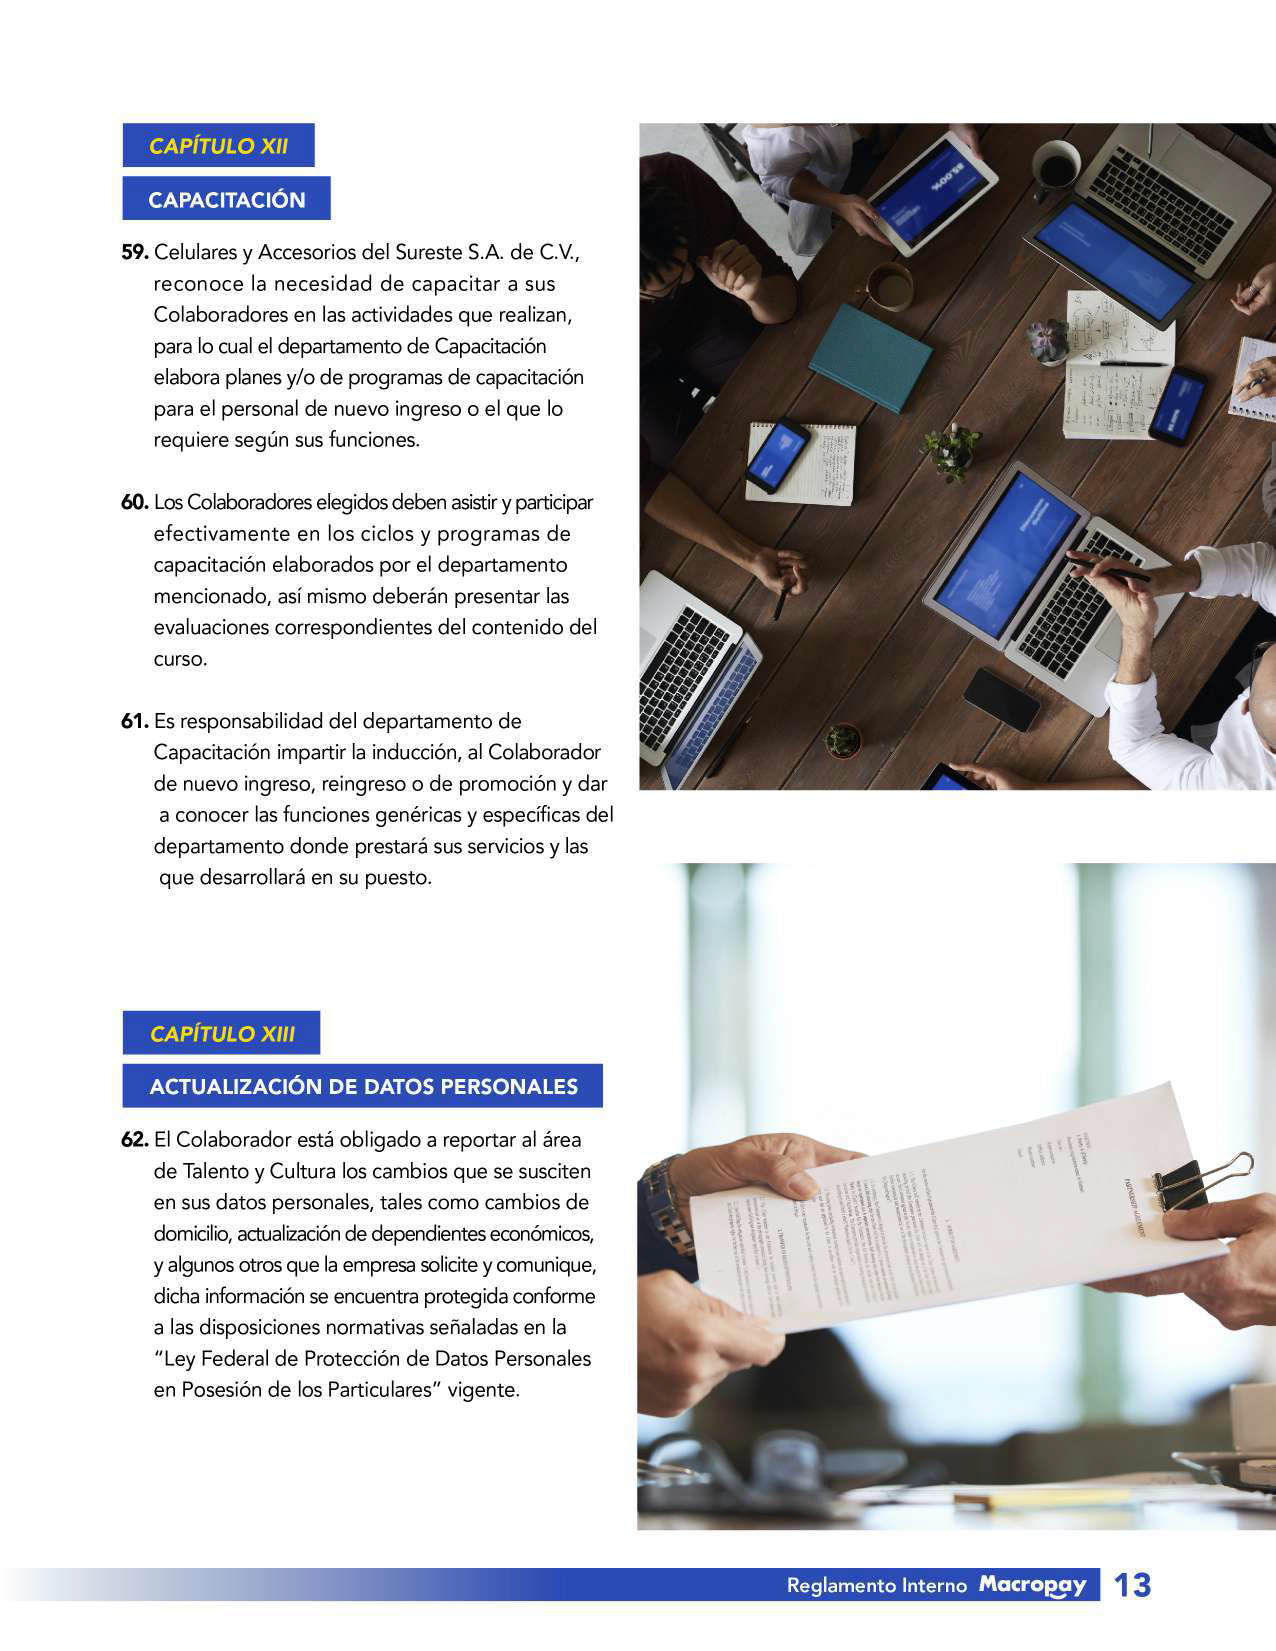 CAPÍTULO XII
CAPACITACIÓN
59. Celulares y Accesorios del Sureste S.A. de C.V.,
reconoce la necesidad de capacitar a sus
Colaboradores en las actividades que realizan,
para lo cual el departamento de Capacitación
elabora planes y/o de programas de capacitación
para el personal de nuevo ingreso o el que lo
requiere según sus funciones.
60. Los Colaboradores elegidos deben asistir y participar
efectivamente en los ciclos y programas de
capacitación elaborados por el departamento
mencionado, así mismo deberán presentar las
evaluaciones correspondientes del contenido del
curso.
61. Es responsabilidad del departamento de
Capacitación impartir la inducción, al Colaborador
de nuevo ingreso, reingreso o de promoción y dar
a conocer las funciones genéricas y específicas del
departamento donde prestará sus servicios y las
que desarrollará en su puesto.
CAPÍTULO XIII
ACTUALIZACIÓN DE DATOS PERSONALES
62. El Colaborador está obligado a reportar al área
de Talento y Cultura los cambios que se susciten
en sus datos personales, tales como cambios de
domicilio, actualización de dependientes económicos,
y algunos otros que la empresa solicite y comunique,
dicha información se encuentra protegida conforme
a las disposiciones normativas señaladas en la
“Ley Federal de Protección de Datos Personales
en Posesión de los Particulares” vigente.
PARTNERSHIP AGREEMENT
Reglamento Interno Macropay 13